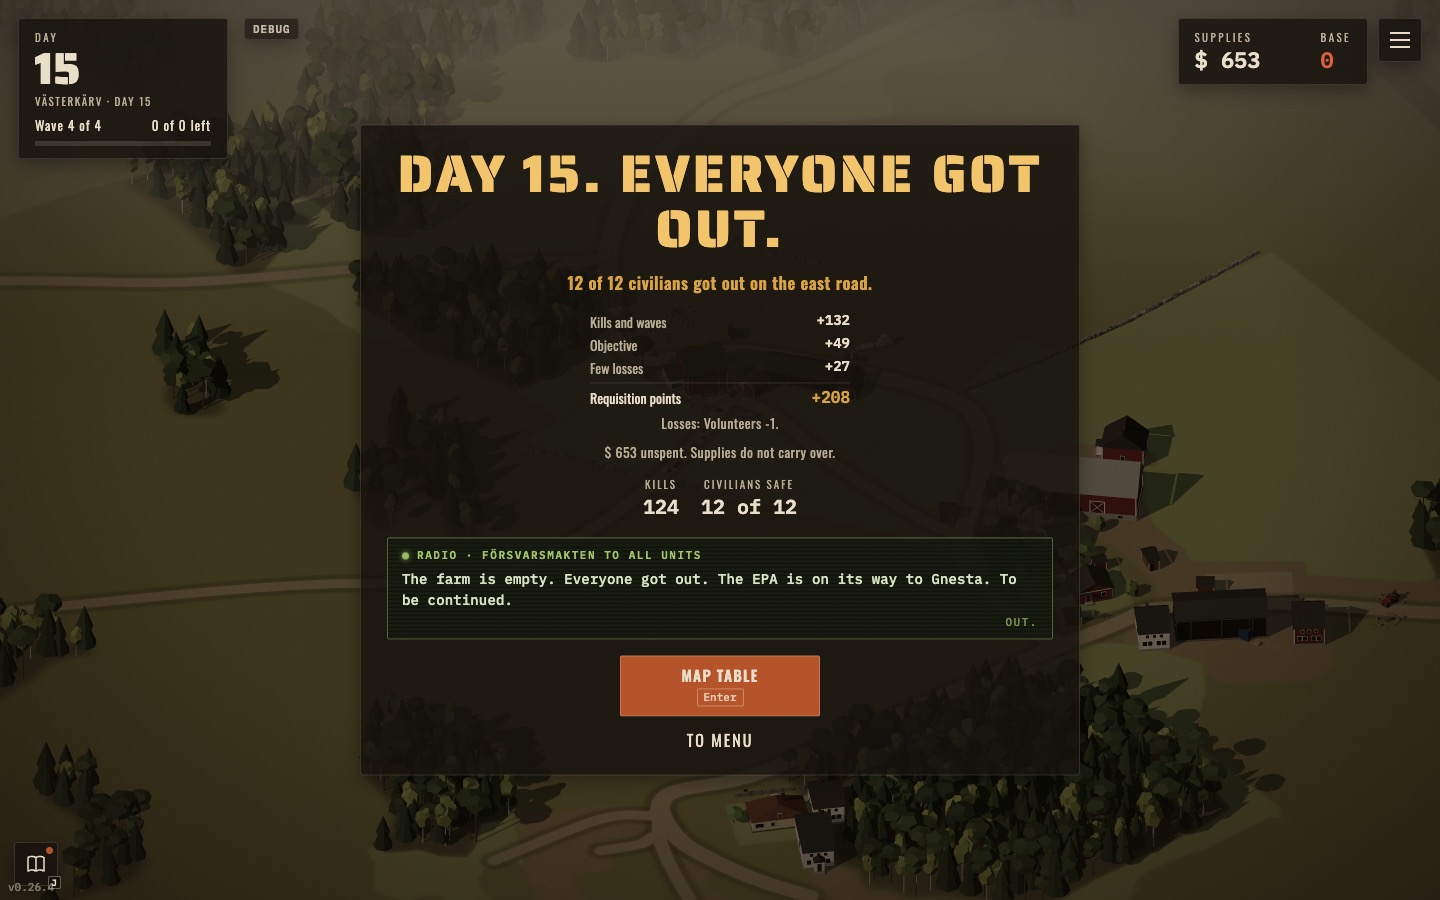 DAY
15
VÄSTERKÄRV · DAY 15
Wave 4 of 4 0 of 0 left
DEBUG
SUPPLIES BASE
$ 653 0
DAY 15. EVERYONE GOT
OUT.
12 of 12 civilians got out on the east road.
Kills and waves +132
Objective +49
Few losses +27
Requisition points +208
Losses: Volunteers -1.
$ 653 unspent. Supplies do not carry over.
KILLS CIVILIANS SAFE
124 12 of 12
RADIO · FÖRSVARSMAKTEN TO ALL UNITS
The farm is empty. Everyone got out. The EPA is on its way to Gnesta. To
be continued.
OUT.
MAP TABLE
Enter
TO MENU
J
v0.26.4